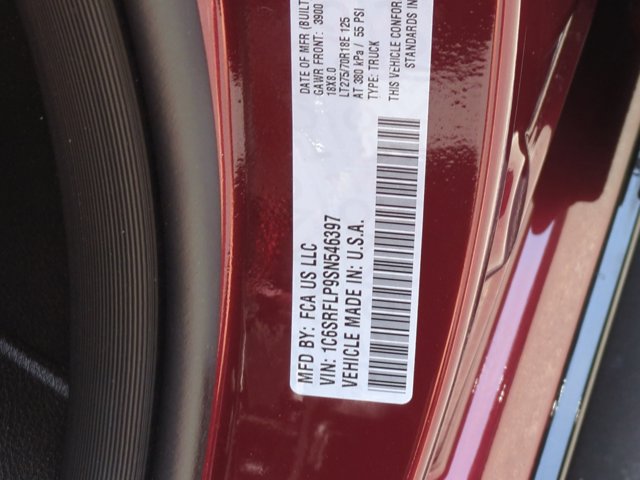 MFD BY: FCA US LLC
VIN: 1C6SRFLP9SN546397
VEHICLE MADE IN: U.S.A.
DATE OF MFR (BUILT
GAWR FRONT: 3900
18X8.0
LT275/70R18E 125
AT 380 kPa / 55 PSI
TYPE: TRUCK
THIS VEHICLE CONFOR
STANDARDS IN